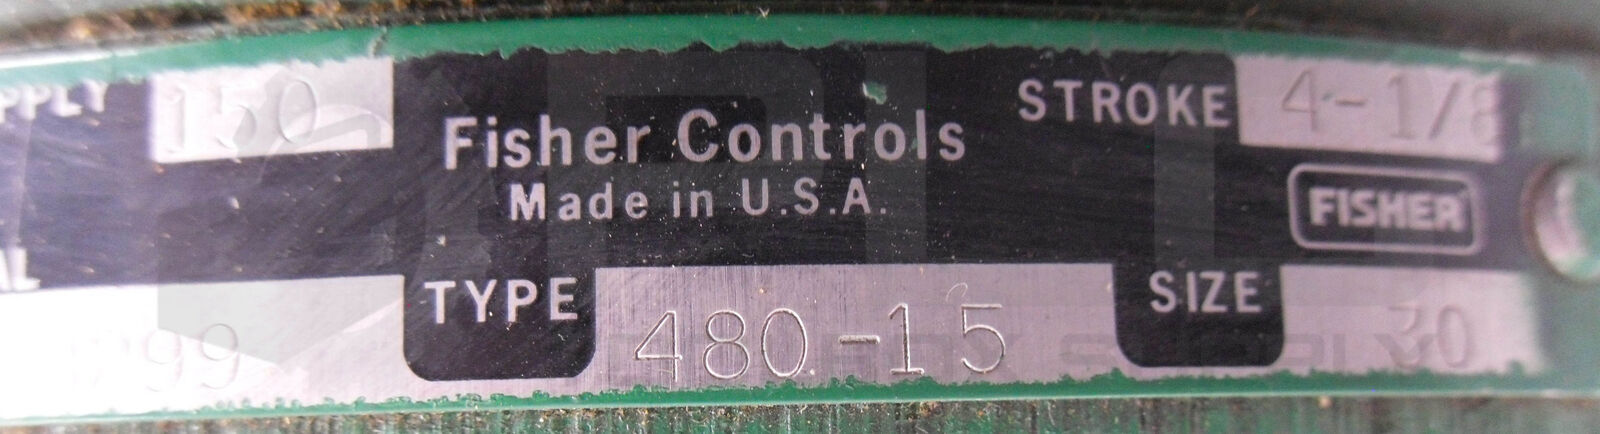 PPLY 150
Fisher Controls
Made in U.S.A.
STROKE 4-1/8
FISHER
AL 99
TYPE 480-15
SIZE 30